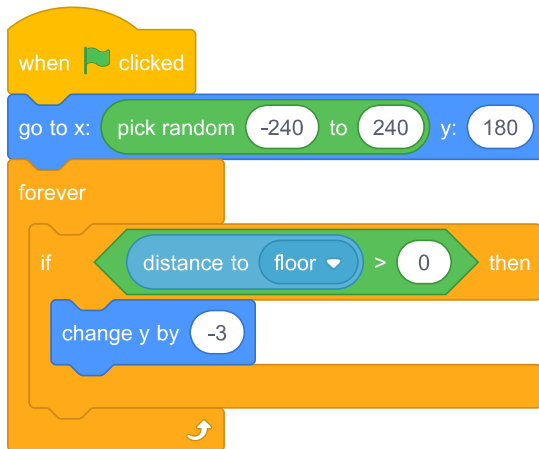 when clicked
go to x: pick random -240 to 240 y: 180
forever
if distance to floor > 0 then
change y by -3